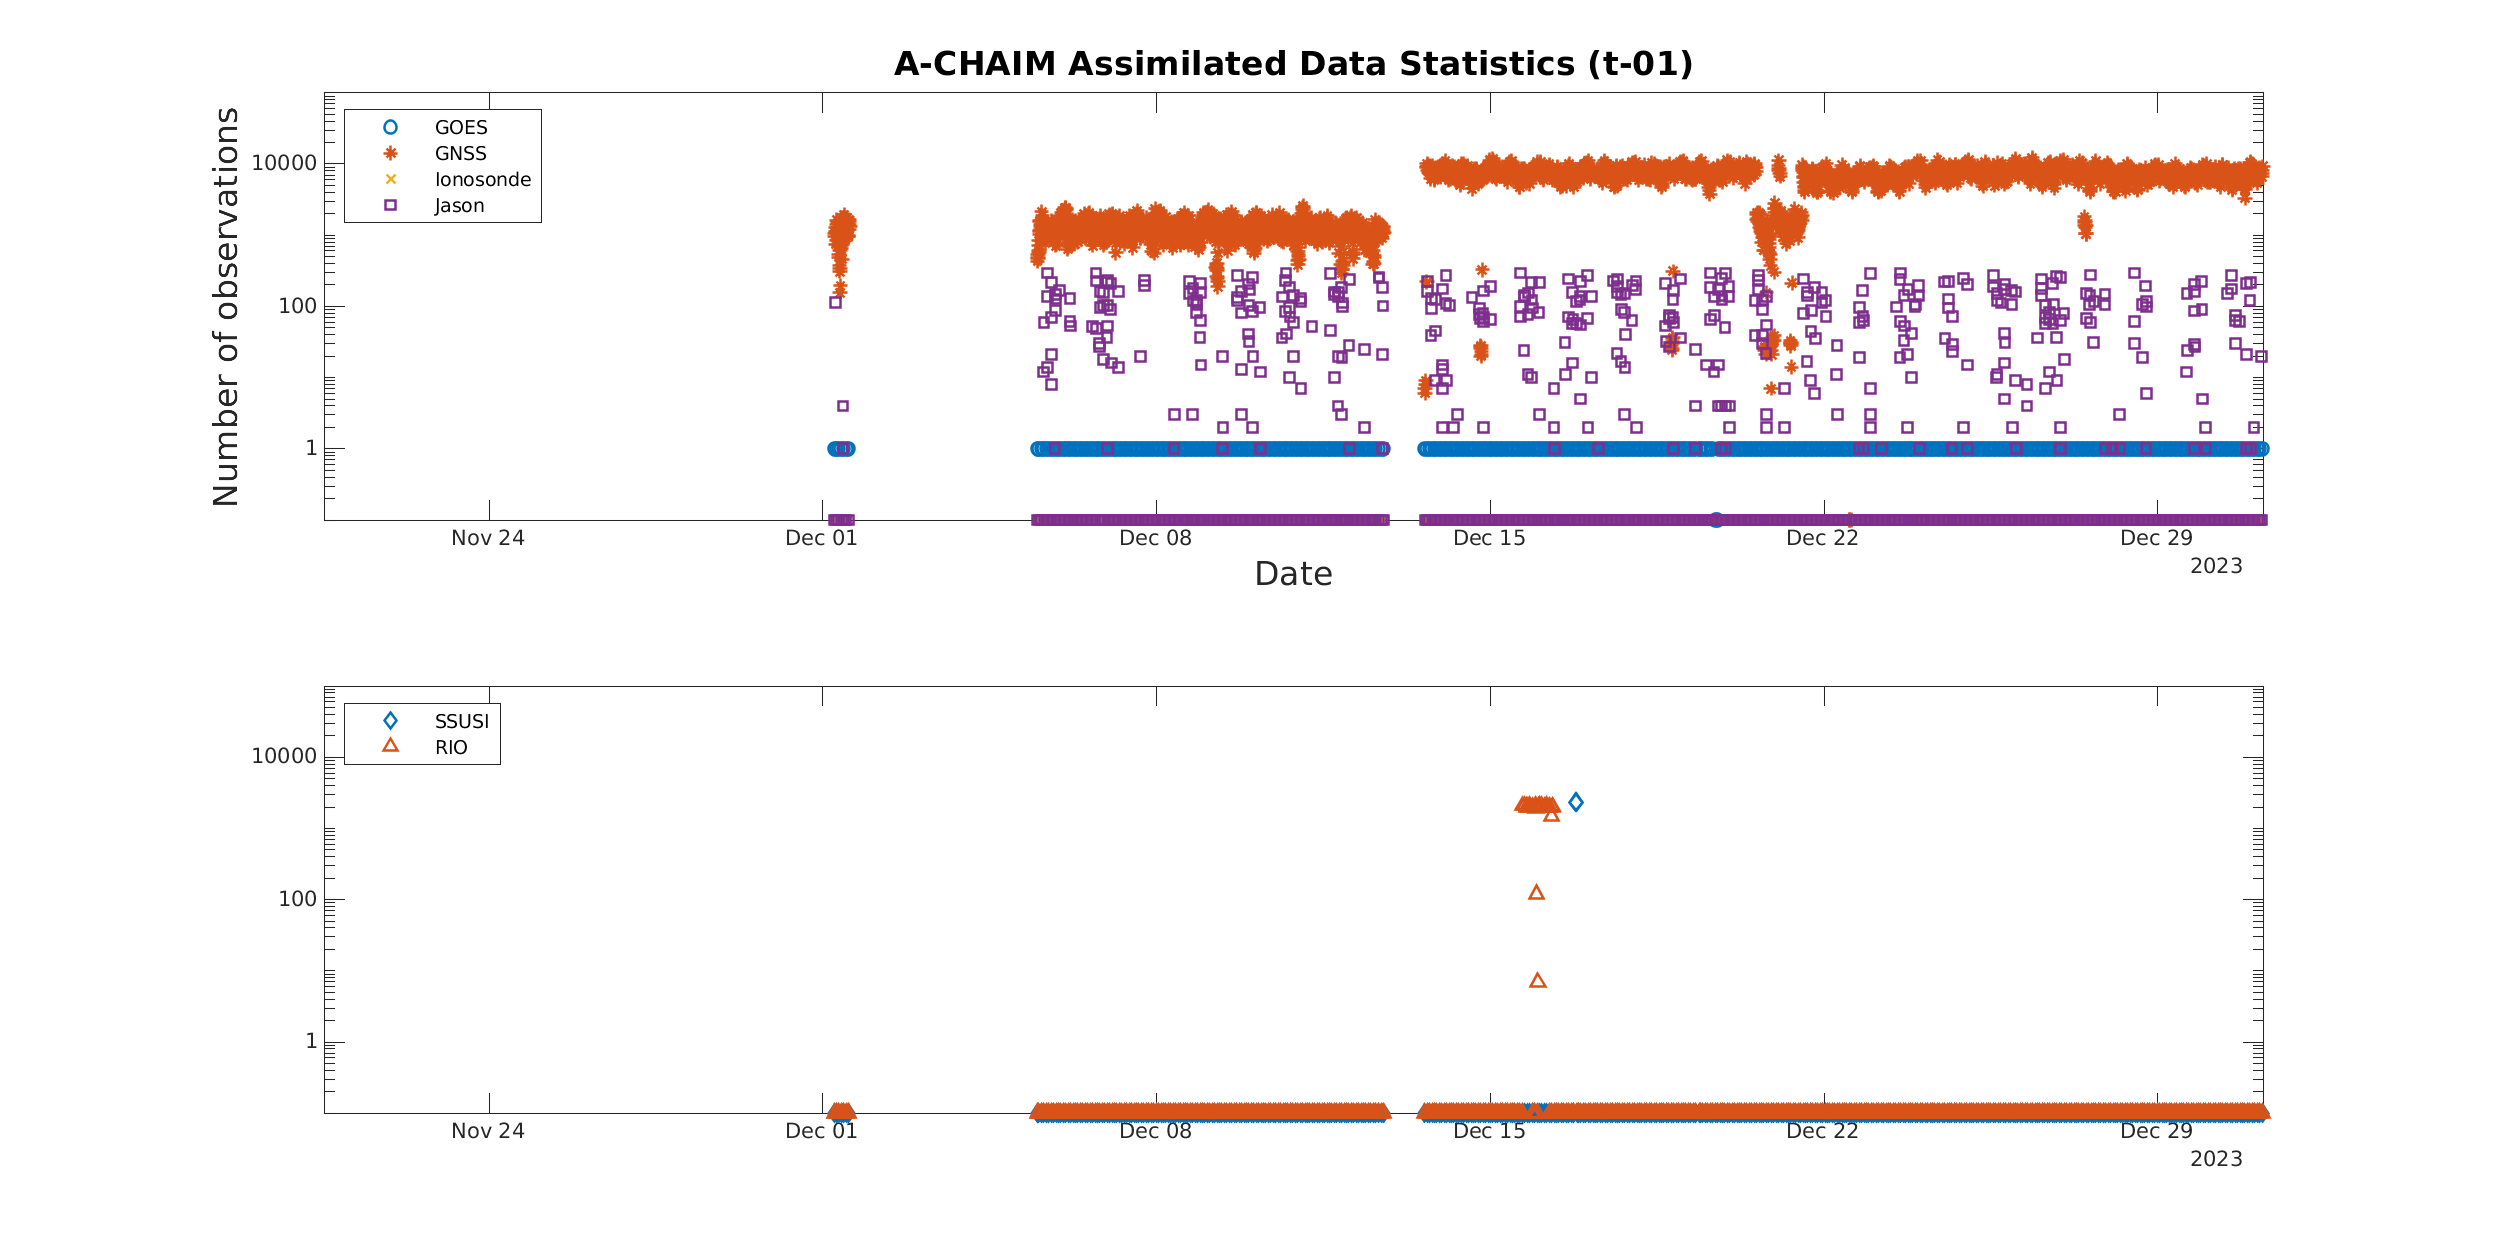 A-CHAIM Assimilated Data Statistics (t-01)
Number of observations
10000
100
1
GOES
GNSS
Ionosonde
Jason
Nov 24
Dec 01
Dec 08
Dec 15
Dec 22
Dec 29
2023
Date
10000
100
1
SSUSI
RIO
Nov 24
Dec 01
Dec 08
Dec 15
Dec 22
Dec 29
2023